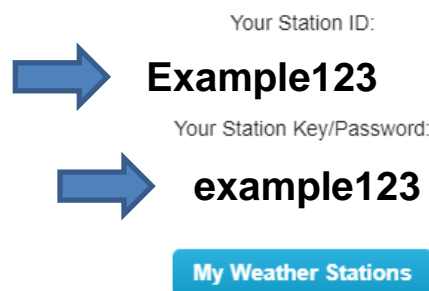 Your Station ID:
Example123
Your Station Key/Password:
example123
My Weather Stations